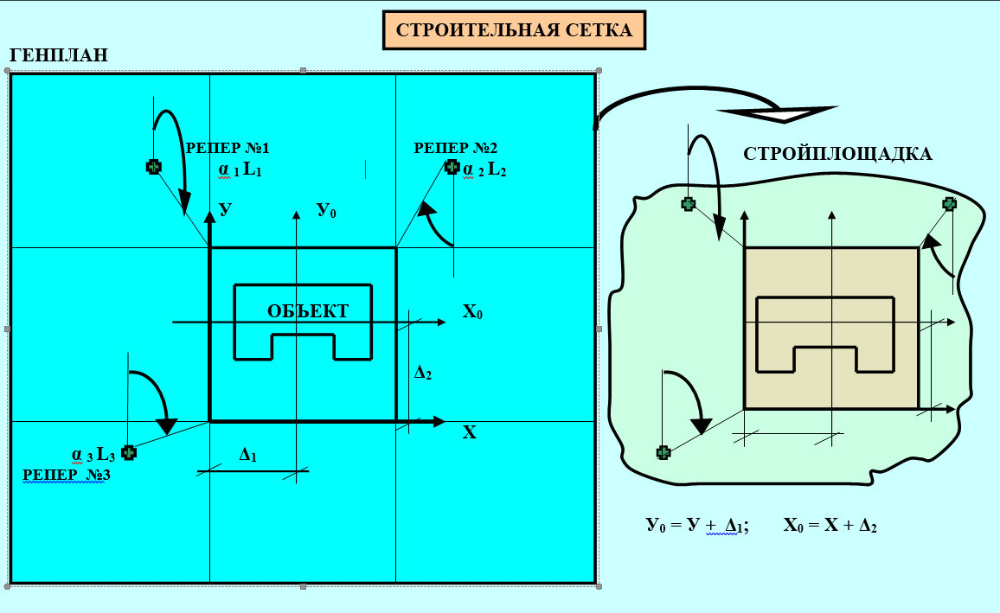 СТРОИТЕЛЬНАЯ СЕТКА
ГЕНПЛАН
РЕПЕР №1
α 1 L1
РЕПЕР №2
α 2 L2
СТРОЙПЛОЩАДКА
У
У0
ОБЪЕКТ
Х0
Δ2
Х
Δ1
α 3 L3
РЕПЕР №3
У0 = У + Δ1; Х0 = Х + Δ2